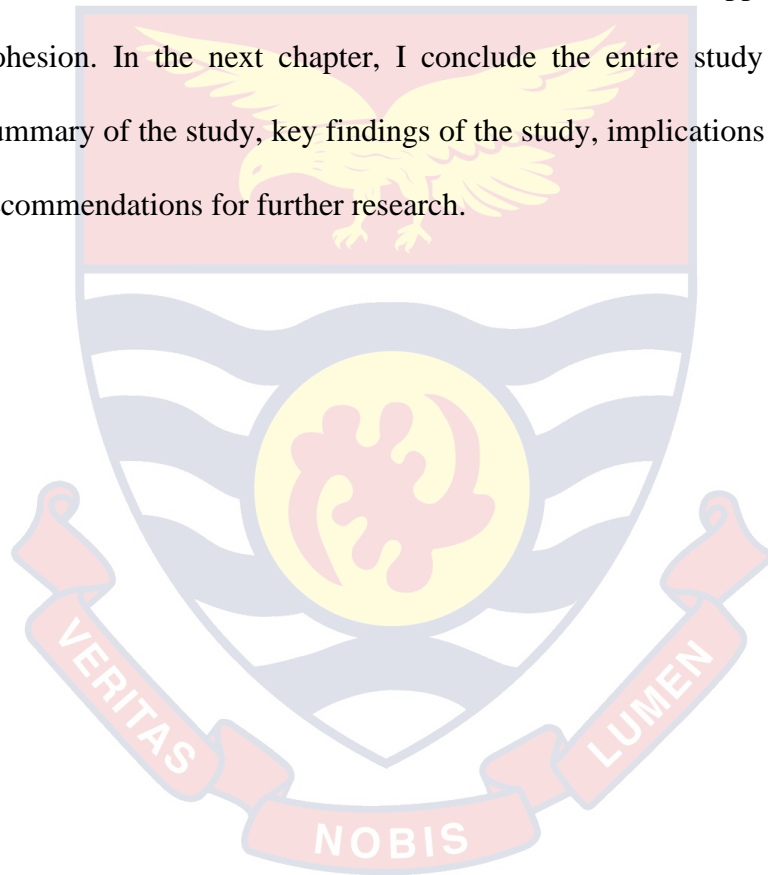 ohesion. In the next chapter, I conclude the entire study
ummary of the study, key findings of the study, implications
ecommendations for further research.
VERITAS
NOBIS
LUMEN